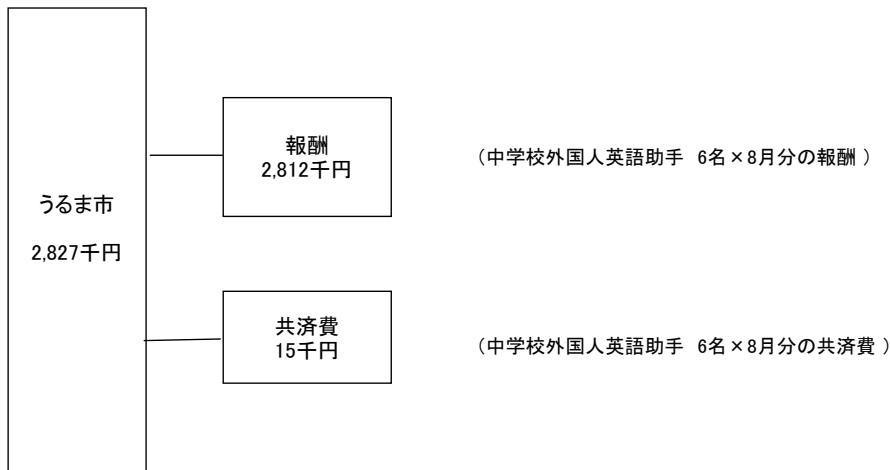 報酬
2,812千円
（中学校外国人英語助手 6名×8月分の報酬 ）
うるま市
2,827千円
共済費
15千円
（中学校外国人英語助手 6名×8月分の共済費 ）